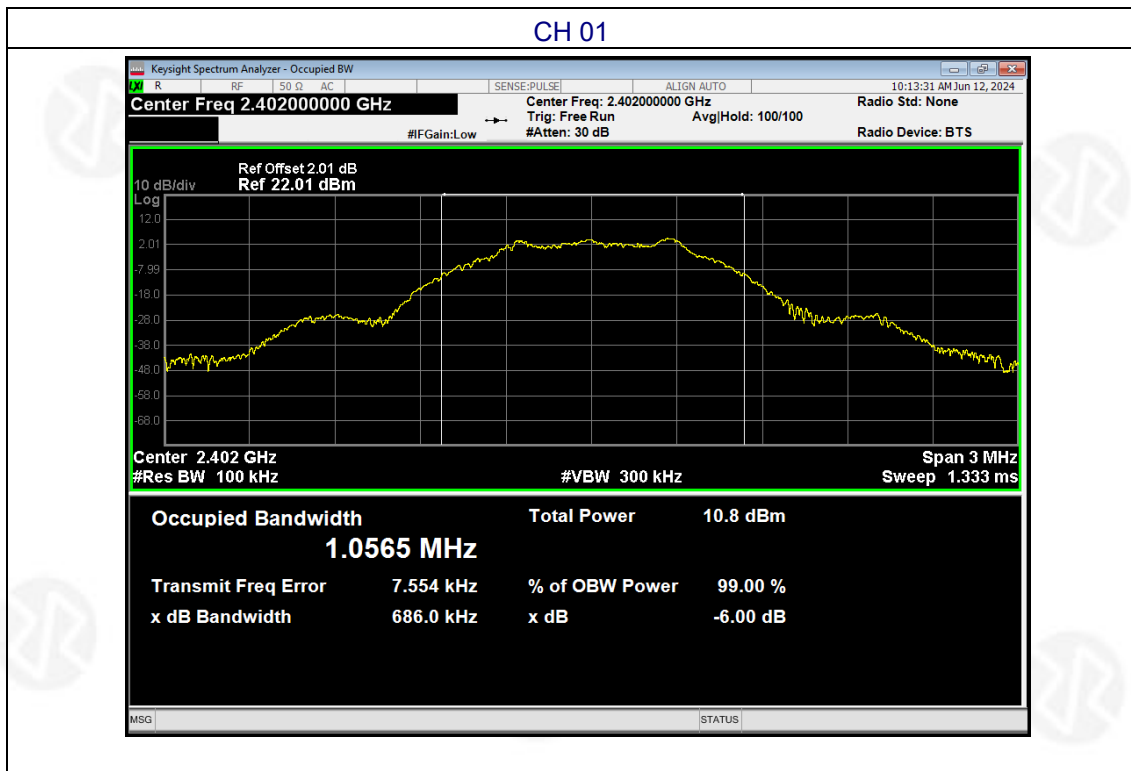 CH 01
Keysight Spectrum Analyzer - Occupied BW
LXI R RF 50 Ω AC SENSE:PULSE ALIGN AUTO 10:13:31 AM Jun 12, 2024
Center Freq 2.402000000 GHz Center Freq: 2.402000000 GHz Radio Std: None
Trig: Free Run Avg|Hold: 100/100
#IFGain:Low #Atten: 30 dB Radio Device: BTS
Ref Offset 2.01 dB
10 dB/div Ref 22.01 dBm
Log
12.0
2.01
-7.99
-18.0
-28.0
-38.0
-48.0
-58.0
-68.0
Center 2.402 GHz Span 3 MHz
#Res BW 100 kHz #VBW 300 kHz Sweep 1.333 ms
Occupied Bandwidth Total Power 10.8 dBm
1.0565 MHz
Transmit Freq Error 7.554 kHz % of OBW Power 99.00 %
x dB Bandwidth 686.0 kHz x dB -6.00 dB
MSG STATUS